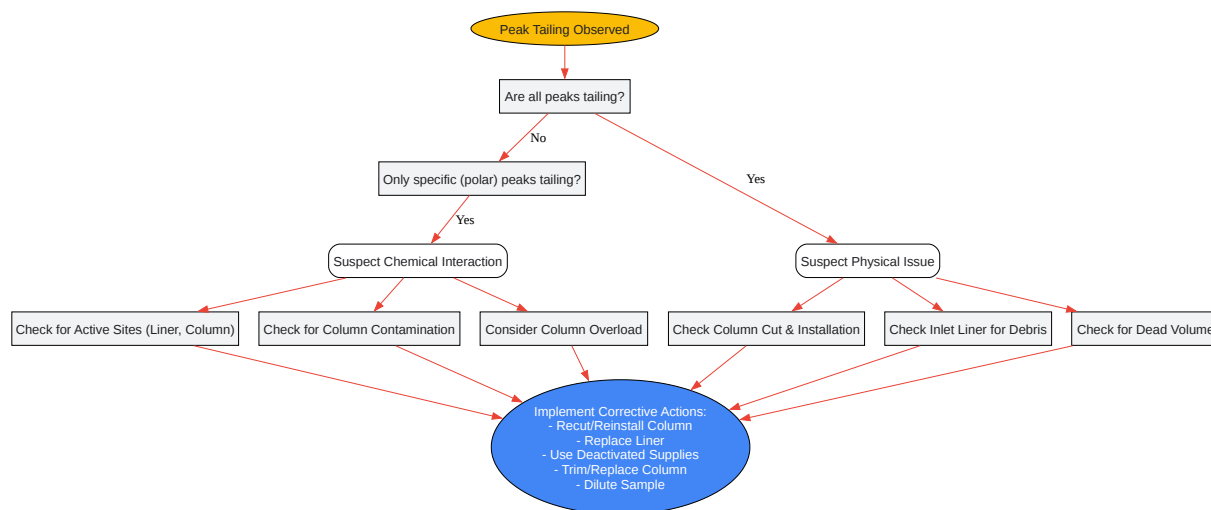 Peak Tailing Observed
Are all peaks tailing?
No
Yes
Only specific (polar) peaks tailing?
Yes
Suspect Chemical Interaction
Suspect Physical Issue
Check for Active Sites (Liner, Column)
Check for Column Contamination
Consider Column Overload
Check Column Cut & Installation
Check Inlet Liner for Debris
Check for Dead Volume
Implement Corrective Actions:
- Recut/Reinstall Column
- Replace Liner
- Use Deactivated Supplies
- Trim/Replace Column
- Dilute Sample